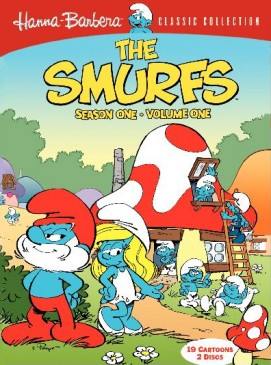 Hanna-Barbera CLASSIC COLLECTION
THE
SMURFS
SEASON ONE • VOLUME ONE
19 CARTOONS
2 DISCS